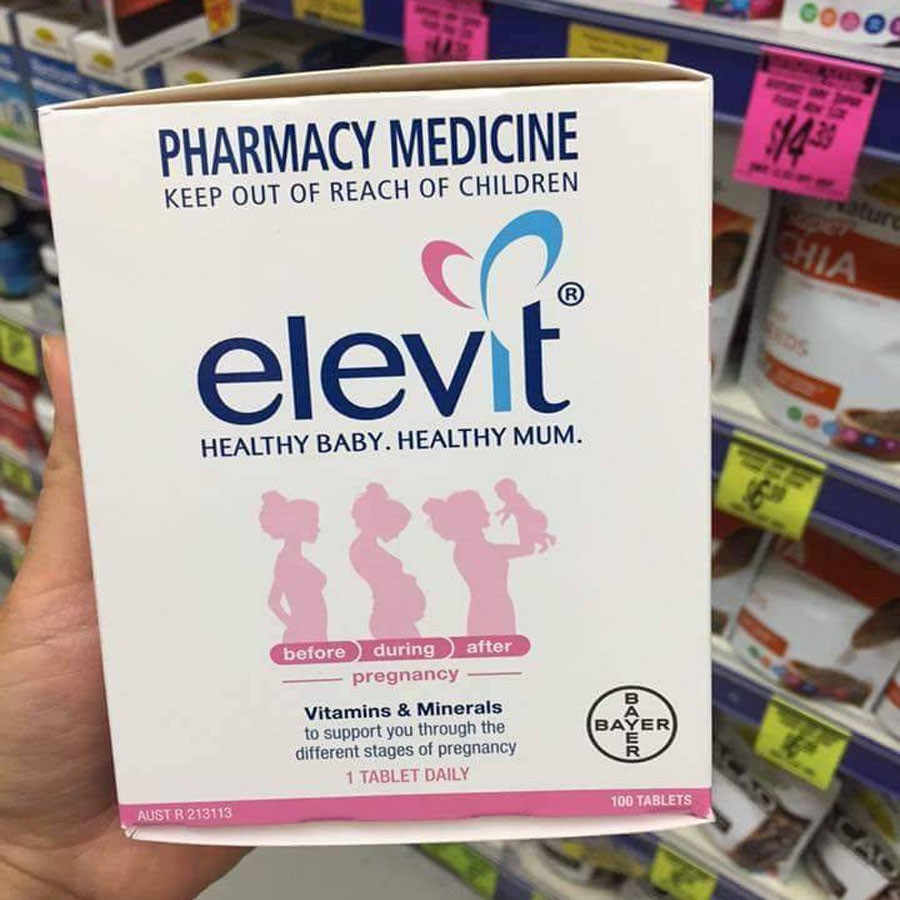 PHARMACY MEDICINE
KEEP OUT OF REACH OF CHILDREN
elevit®
HEALTHY BABY. HEALTHY MUM.
before during after
pregnancy
Vitamins & Minerals
to support you through the
different stages of pregnancy
1 TABLET DAILY
BAYER
BAYER
AUST R 213113
100 TABLETS
$14.39
Nature
CHIA